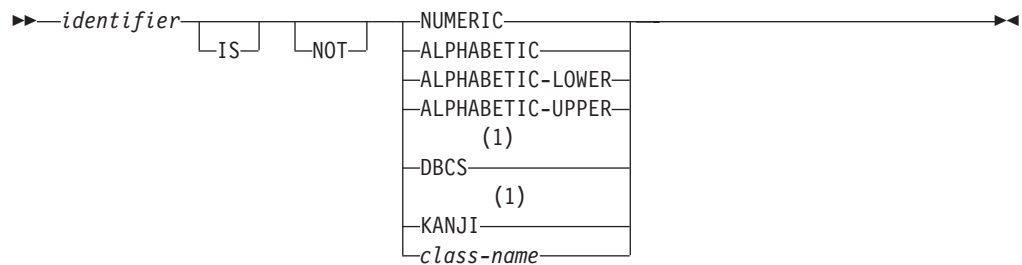 identifier NUMERIC
IS NOT ALPHABETIC
ALPHABETIC-LOWER
ALPHABETIC-UPPER
(1)
DBCS
(1)
KANJI
class-name